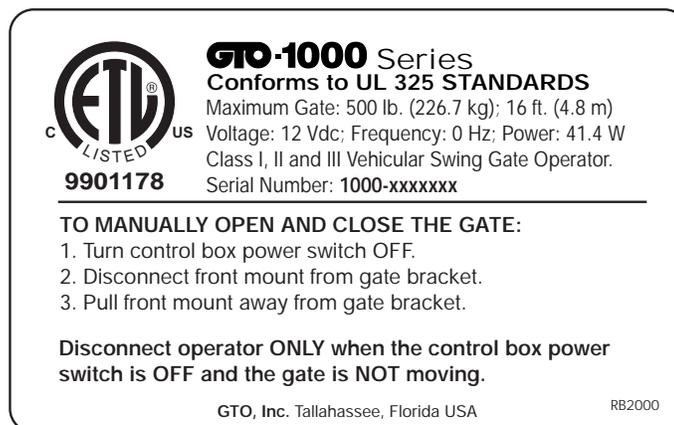 GTO-1000 Series
Conforms to UL 325 STANDARDS
Maximum Gate: 500 lb. (226.7 kg); 16 ft. (4.8 m)
Voltage: 12 Vdc; Frequency: 0 Hz; Power: 41.4 W
Class I, II and III Vehicular Swing Gate Operator.
Serial Number: 1000-xxxxxxx
ETL ®
C US
LISTED
9901178
TO MANUALLY OPEN AND CLOSE THE GATE:
1. Turn control box power switch OFF.
2. Disconnect front mount from gate bracket.
3. Pull front mount away from gate bracket.
Disconnect operator ONLY when the control box power
switch is OFF and the gate is NOT moving.
GTO, Inc. Tallahassee, Florida USA
RB2000